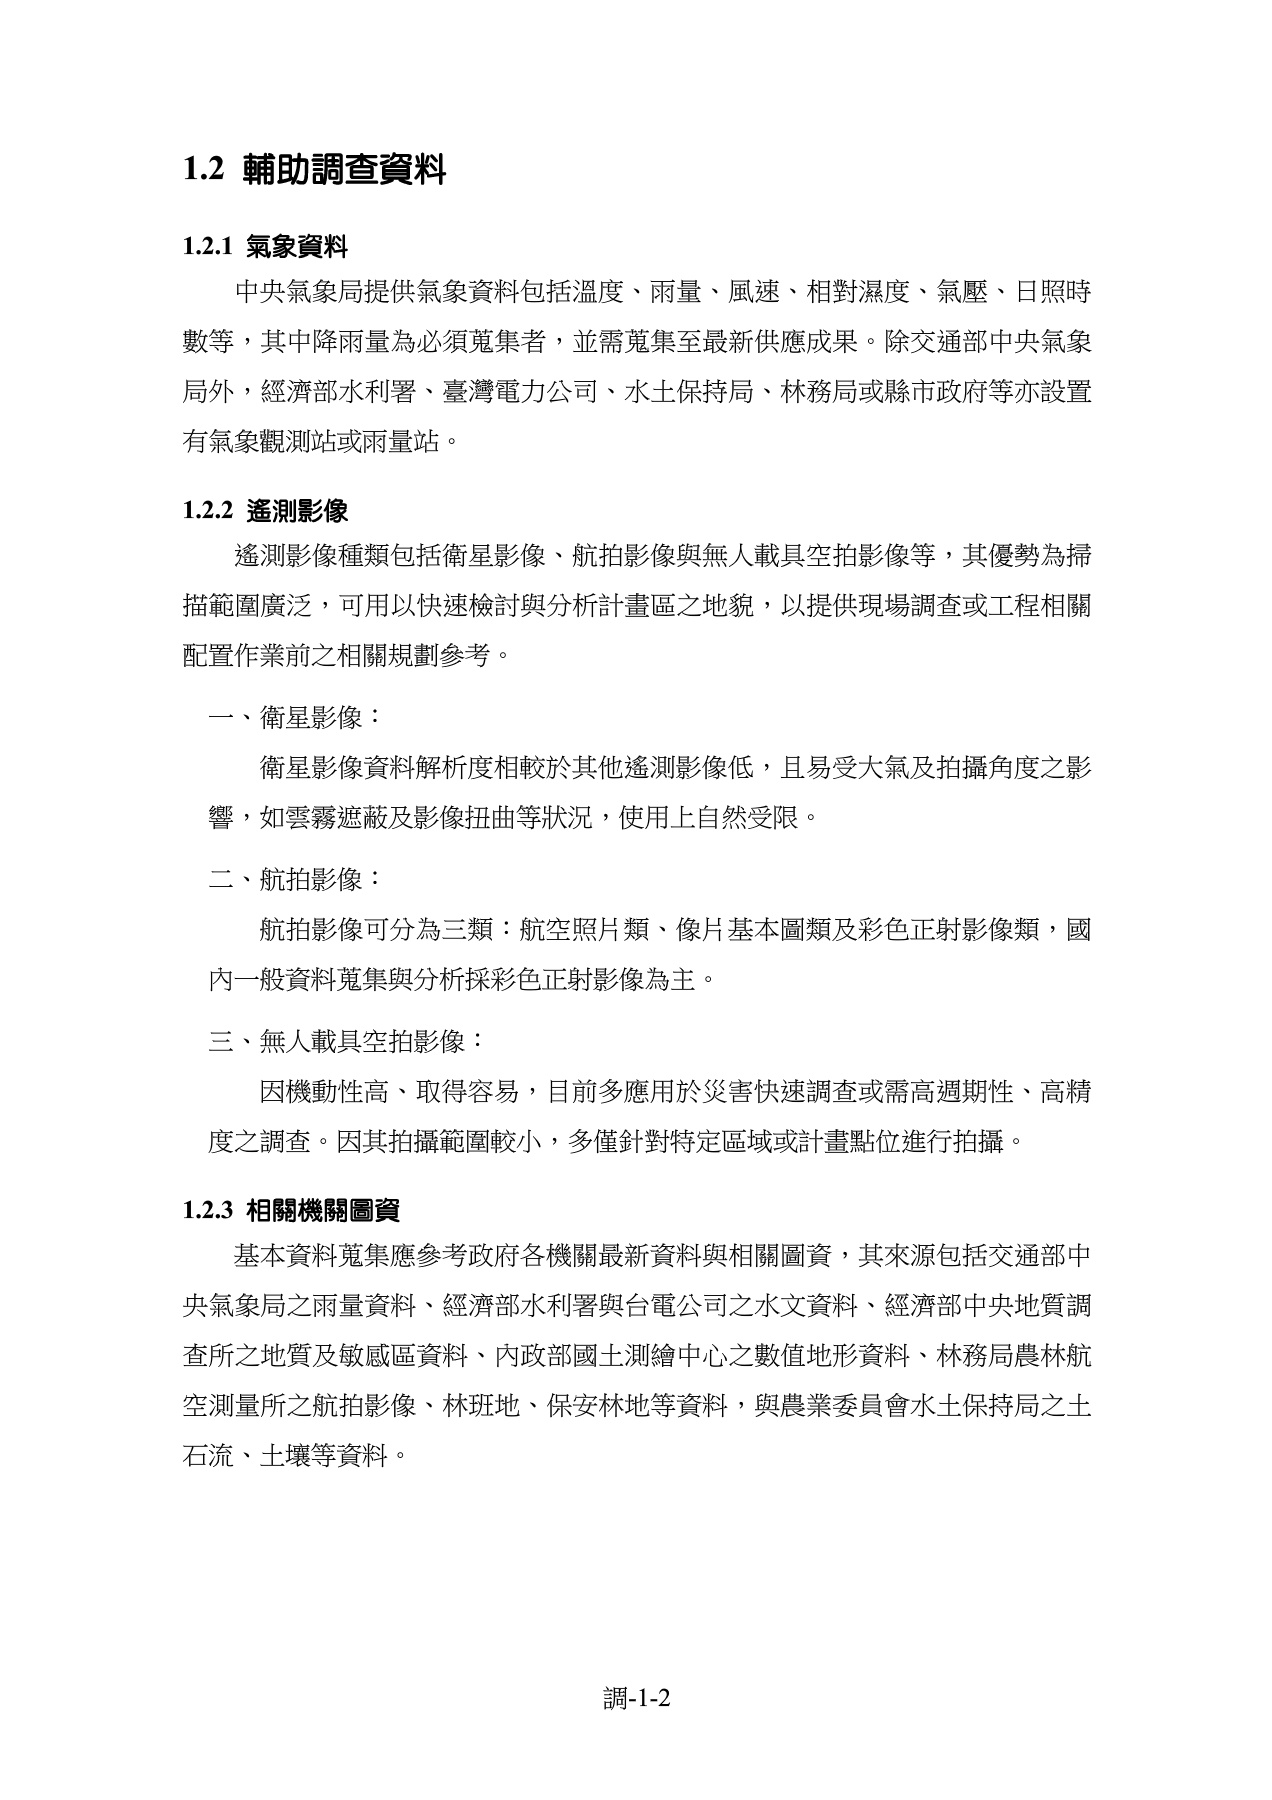 1.2 輔助調查資料
1.2.1 氣象資料
中央氣象局提供氣象資料包括溫度、雨量、風速、相對濕度、氣壓、日照時
數等，其中降雨量為必須蒐集者，並需蒐集至最新供應成果。除交通部中央氣象
局外，經濟部水利署、臺灣電力公司、水土保持局、林務局或縣市政府等亦設置
有氣象觀測站或雨量站。
1.2.2 遙測影像
遙測影像種類包括衛星影像、航拍影像與無人載具空拍影像等，其優勢為掃
描範圍廣泛，可用以快速檢討與分析計畫區之地貌，以提供現場調查或工程相關
配置作業前之相關規劃參考。
一、衛星影像：
衛星影像資料解析度相較於其他遙測影像低，且易受大氣及拍攝角度之影
響，如雲霧遮蔽及影像扭曲等狀況，使用上自然受限。
二、航拍影像：
航拍影像可分為三類：航空照片類、像片基本圖類及彩色正射影像類，國
內一般資料蒐集與分析採彩色正射影像為主。
三、無人載具空拍影像：
因機動性高、取得容易，目前多應用於災害快速調查或需高週期性、高精
度之調查。因其拍攝範圍較小，多僅針對特定區域或計畫點位進行拍攝。
1.2.3 相關機關圖資
基本資料蒐集應參考政府各機關最新資料與相關圖資，其來源包括交通部中
央氣象局之雨量資料、經濟部水利署與台電公司之水文資料、經濟部中央地質調
查所之地質及敏感區資料、內政部國土測繪中心之數值地形資料、林務局農林航
空測量所之航拍影像、林班地、保安林地等資料，與農業委員會水土保持局之土
石流、土壤等資料。
調-1-2